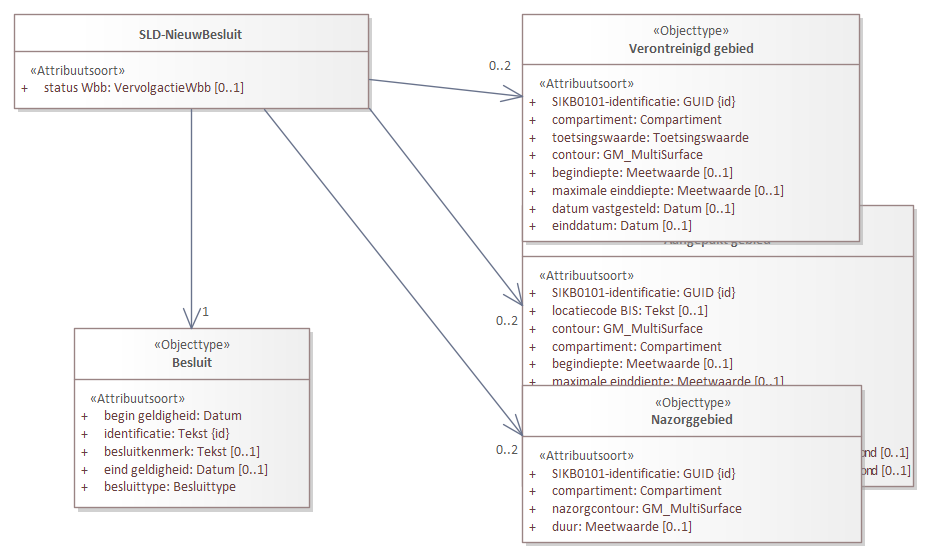 SLD-NieuwBesluit
«Attribuutsoort»
+ status Wbb: VervolgactieWbb [0..1]
0..2
«Objecttype»
Verontreinigd gebied
«Attribuutsoort»
+ SIKB0101-identificatie: GUID {id}
+ compartiment: Compartiment
+ toetsingswaarde: Toetsingswaarde
+ contour: GM_MultiSurface
+ begindiepte: Meetwaarde [0..1]
+ maximale einddiepte: Meetwaarde [0..1]
+ datum vastgesteld: Datum [0..1]
+ einddatum: Datum [0..1]
Aangepakt gebied
«Attribuutsoort»
+ SIKB0101-identificatie: GUID {id}
+ locatiecode BIS: Tekst [0..1]
+ contour: GM_MultiSurface
+ compartiment: Compartiment
+ begindiepte: Meetwaarde [0..1]
+ maximale einddiepte: Meetwaarde [0..1]
ond [0..1]
ond [0..1]
0..2
1
«Objecttype»
Besluit
«Attribuutsoort»
+ begin geldigheid: Datum
+ identificatie: Tekst {id}
+ besluitkenmerk: Tekst [0..1]
+ eind geldigheid: Datum [0..1]
+ besluittype: Besluittype
0..2
«Objecttype»
Nazorggebied
«Attribuutsoort»
+ SIKB0101-identificatie: GUID {id}
+ compartiment: Compartiment
+ nazorgcontour: GM_MultiSurface
+ duur: Meetwaarde [0..1]